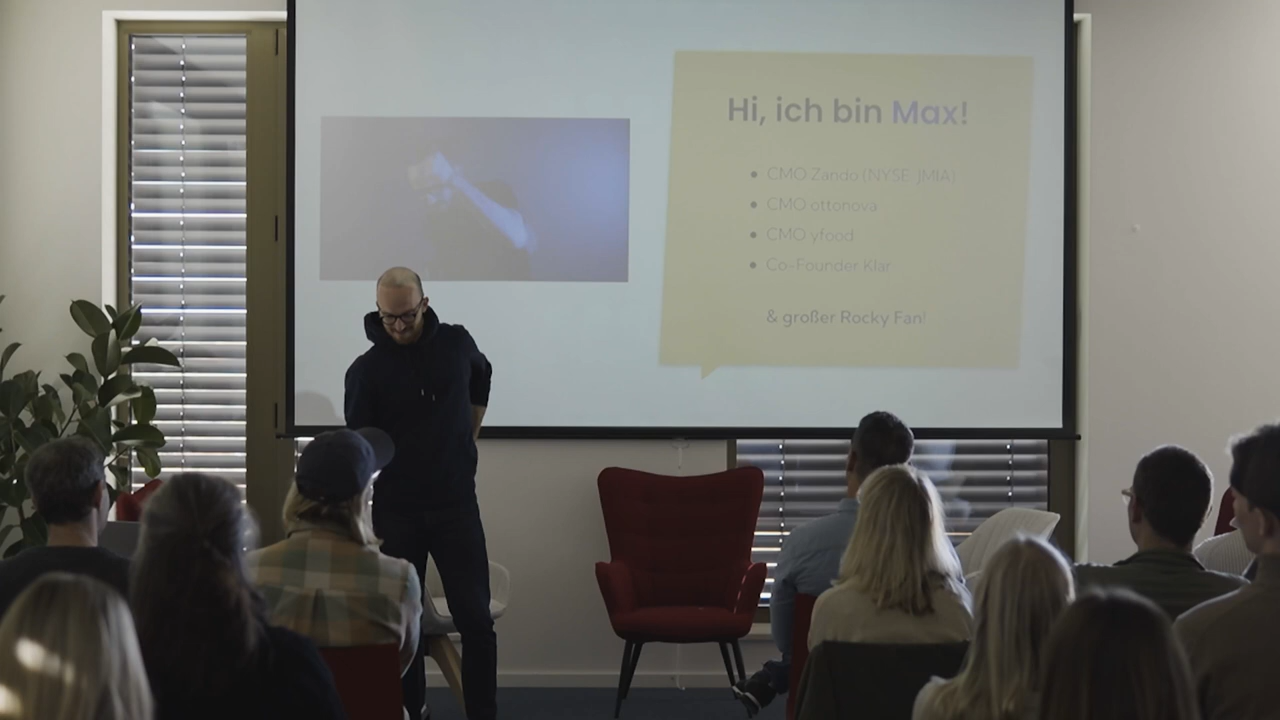 Hi, ich bin Max!
CMO Zando (NYSE: JMIA)
CMO ottonova
CMO yfood
Co-Founder Klar
& großer Rocky Fan!